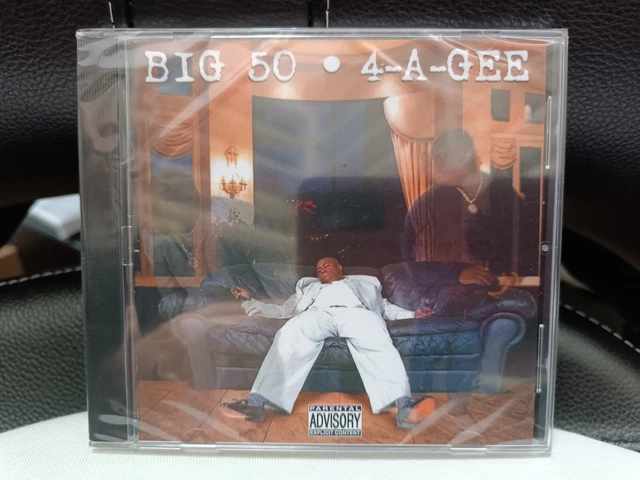 BIG 50 • 4-A-GEE
PARENTAL
ADVISORY
EXPLICIT CONTENT